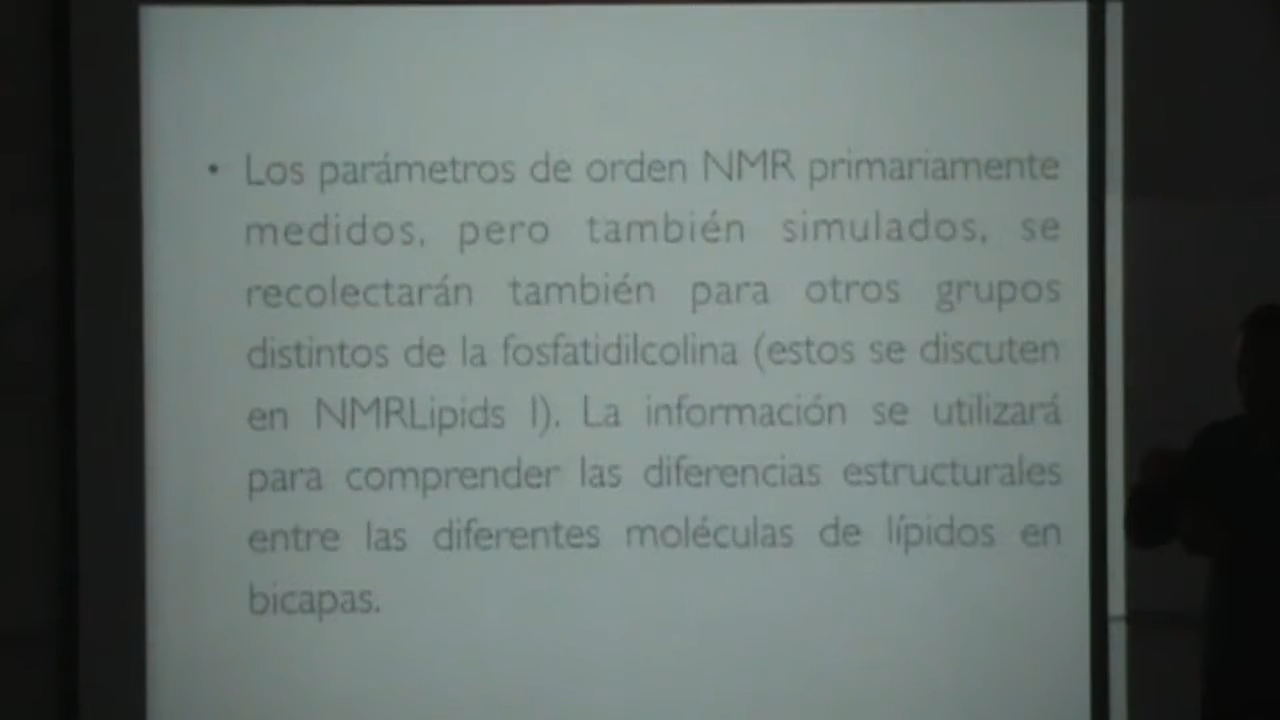 • Los parámetros de orden NMR primariamente
medidos, pero también simulados, se
recolectarán también para otros grupos
distintos de la fosfatidilcolina (estos se discuten
en NMRLipids I). La información se utilizará
para comprender las diferencias estructurales
entre las diferentes moléculas de lípidos en
bicapas.